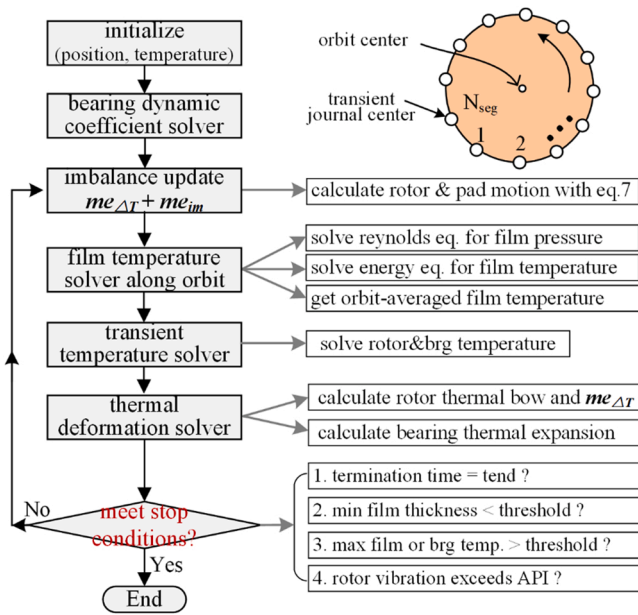 initialize
(position, temperature)
bearing dynamic
coefficient solver
imbalance update
me△T + meim
film temperature
solver along orbit
transient
temperature solver
thermal
deformation solver
meet stop
conditions?
No
Yes
End
orbit center
transient
journal center
Nseg
1
2
calculate rotor & pad motion with eq.7
solve reynolds eq. for film pressure
solve energy eq. for film temperature
get orbit-averaged film temperature
solve rotor&brg temperature
calculate rotor thermal bow and me△T
calculate bearing thermal expansion
1. termination time = tend ?
2. min film thickness < threshold ?
3. max film or brg temp. > threshold ?
4. rotor vibration exceeds API ?